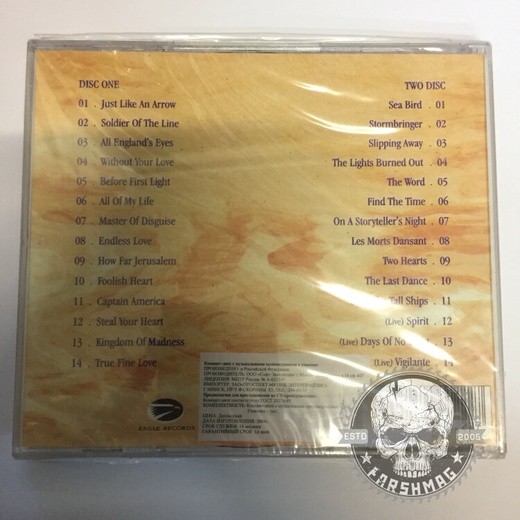 DISC ONE
01 . Just Like An Arrow
02 . Soldier Of The Line
03 . All England's Eyes
04 . Without Your Love
05 . Before First Light
06 . All Of My Life
07 . Master Of Disguise
08 . Endless Love
09 . How Far Jerusalem
10 . Foolish Heart
11 . Captain America
12 . Steal Your Heart
13 . Kingdom Of Madness
14 . True Fine Love
TWO DISC
Sea Bird . 01
Stormbringer . 02
Slipping Away . 03
The Lights Burned Out . 04
The Word . 05
Find The Time . 06
On A Storyteller's Night . 07
Les Morts Dansant . 08
Two Hearts . 09
The Last Dance . 10
Tall Ships . 11
(Live) Spirit . 12
(Live) Days Of No 13
(Live) Vigilante . 14
EAGLE RECORDS
ESTD 2005
FARSHMAG